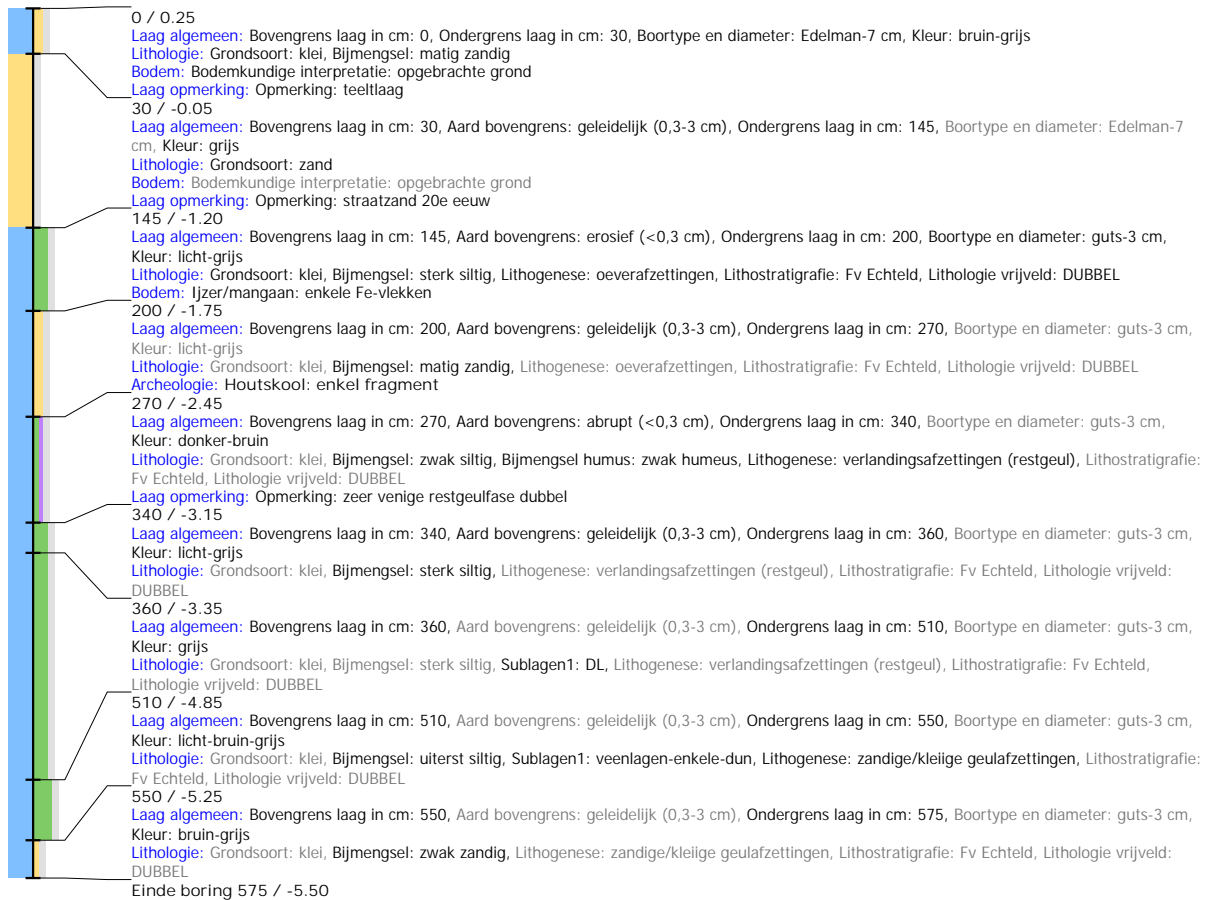 0 / 0.25
Laag algemeen: Bovengrens laag in cm: 0, Ondergrens laag in cm: 30, Boortype en diameter: Edelman-7 cm, Kleur: bruin-grijs
Lithologie: Grondsoort: klei, Bijmengsel: matig zandig
Bodem: Bodemkundige interpretatie: opgebrachte grond
Laag opmerking: Opmerking: teeltlaag
30 / -0.05
Laag algemeen: Bovengrens laag in cm: 30, Aard bovengrens: geleidelijk (0,3-3 cm), Ondergrens laag in cm: 145, Boortype en diameter: Edelman-7
cm, Kleur: grijs
Lithologie: Grondsoort: zand
Bodem: Bodemkundige interpretatie: opgebrachte grond
Laag opmerking: Opmerking: straatzand 20e eeuw
145 / -1.20
Laag algemeen: Bovengrens laag in cm: 145, Aard bovengrens: erosief (<0,3 cm), Ondergrens laag in cm: 200, Boortype en diameter: guts-3 cm,
Kleur: licht-grijs
Lithologie: Grondsoort: klei, Bijmengsel: sterk siltig, Lithogenese: oeverafzettingen, Lithostratigrafie: Fv Echteld, Lithologie vrijveld: DUBBEL
Bodem: Ijzer/mangaan: enkele Fe-vlekken
200 / -1.75
Laag algemeen: Bovengrens laag in cm: 200, Aard bovengrens: geleidelijk (0,3-3 cm), Ondergrens laag in cm: 270, Boortype en diameter: guts-3 cm,
Kleur: licht-grijs
Lithologie: Grondsoort: klei, Bijmengsel: matig zandig, Lithogenese: oeverafzettingen, Lithostratigrafie: Fv Echteld, Lithologie vrijveld: DUBBEL
Archeologie: Houtskool: enkel fragment
270 / -2.45
Laag algemeen: Bovengrens laag in cm: 270, Aard bovengrens: abrupt (<0,3 cm), Ondergrens laag in cm: 340, Boortype en diameter: guts-3 cm,
Kleur: donker-bruin
Lithologie: Grondsoort: klei, Bijmengsel: zwak siltig, Bijmengsel humus: zwak humeus, Lithogenese: verlandingsafzettingen (restgeul), Lithostratigrafie:
Fv Echteld, Lithologie vrijveld: DUBBEL
Laag opmerking: Opmerking: zeer venige restgeulfase dubbel
340 / -3.15
Laag algemeen: Bovengrens laag in cm: 340, Aard bovengrens: geleidelijk (0,3-3 cm), Ondergrens laag in cm: 360, Boortype en diameter: guts-3 cm,
Kleur: licht-grijs
Lithologie: Grondsoort: klei, Bijmengsel: sterk siltig, Lithogenese: verlandingsafzettingen (restgeul), Lithostratigrafie: Fv Echteld, Lithologie vrijveld:
DUBBEL
360 / -3.35
Laag algemeen: Bovengrens laag in cm: 360, Aard bovengrens: geleidelijk (0,3-3 cm), Ondergrens laag in cm: 510, Boortype en diameter: guts-3 cm,
Kleur: grijs
Lithologie: Grondsoort: klei, Bijmengsel: sterk siltig, Sublagen1: DL, Lithogenese: verlandingsafzettingen (restgeul), Lithostratigrafie: Fv Echteld,
Lithologie vrijveld: DUBBEL
510 / -4.85
Laag algemeen: Bovengrens laag in cm: 510, Aard bovengrens: geleidelijk (0,3-3 cm), Ondergrens laag in cm: 550, Boortype en diameter: guts-3 cm,
Kleur: licht-bruin-grijs
Lithologie: Grondsoort: klei, Bijmengsel: uiterst siltig, Sublagen1: veenlagen-enkele-dun, Lithogenese: zandige/kleiige geulafzettingen, Lithostratigrafie:
Fv Echteld, Lithologie vrijveld: DUBBEL
550 / -5.25
Laag algemeen: Bovengrens laag in cm: 550, Aard bovengrens: geleidelijk (0,3-3 cm), Ondergrens laag in cm: 575, Boortype en diameter: guts-3 cm,
Kleur: bruin-grijs
Lithologie: Grondsoort: klei, Bijmengsel: zwak zandig, Lithogenese: zandige/kleiige geulafzettingen, Lithostratigrafie: Fv Echteld, Lithologie vrijveld:
DUBBEL
Einde boring 575 / -5.50